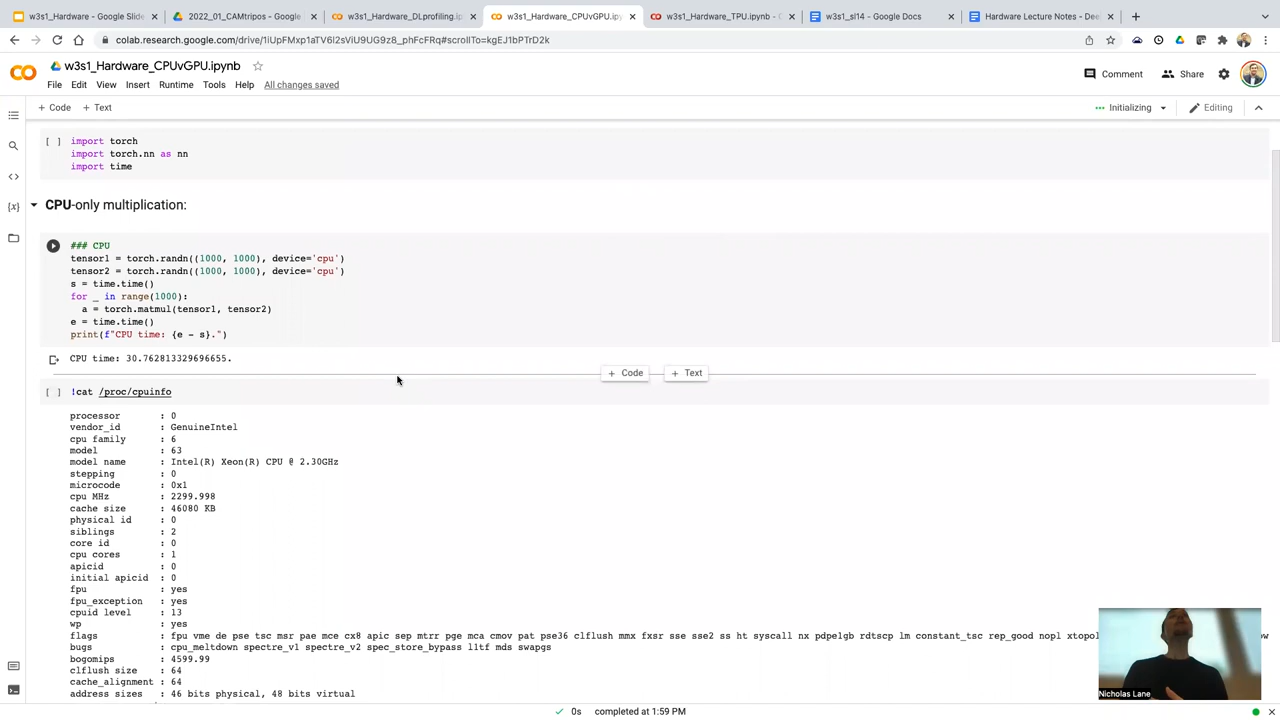 w3s1_Hardware - Google Slide
2022_01_CAMtripos - Google
w3s1_Hardware_DLprofiling.ip
w3s1_Hardware_CPUvGPU.ipy
w3s1_Hardware_TPU.ipynb - C
w3s1_sl14 - Google Docs
Hardware Lecture Notes - Dee
colab.research.google.com/drive/1iUpFMxp1aTV6I2sViU9UG9z8_phFcFRq#scrollTo=kgEJ1bPTrD2k
w3s1_Hardware_CPUvGPU.ipynb
File Edit View Insert Runtime Tools Help All changes saved
Comment Share
+ Code + Text
Initializing Editing
[ ] import torch
import torch.nn as nn
import time
CPU-only multiplication:
### CPU
tensor1 = torch.randn((1000, 1000), device='cpu')
tensor2 = torch.randn((1000, 1000), device='cpu')
s = time.time()
for _ in range(1000):
a = torch.matmul(tensor1, tensor2)
e = time.time()
print(f"CPU time: {e - s}.")
CPU time: 30.762813329696655.
+ Code + Text
[ ] !cat /proc/cpuinfo
processor : 0
vendor_id : GenuineIntel
cpu family : 6
model : 63
model name : Intel(R) Xeon(R) CPU @ 2.30GHz
stepping : 0
microcode : 0x1
cpu MHz : 2299.998
cache size : 46080 KB
physical id : 0
siblings : 2
core id : 0
cpu cores : 1
apicid : 0
initial apicid : 0
fpu : yes
fpu_exception : yes
cpuid level : 13
wp : yes
flags : fpu vme de pse tsc msr pae mce cx8 apic sep mtrr pge mca cmov pat pse36 clflush mmx fxsr sse sse2 ss ht syscall nx pdpe1gb rdtscp lm constant_tsc rep_good nopl xtopol
bugs : cpu_meltdown spectre_v1 spectre_v2 spec_store_bypass l1tf mds swapgs
bogomips : 4599.99
clflush size : 64
cache_alignment : 64
address sizes : 46 bits physical, 48 bits virtual
Nicholas Lane
0s completed at 1:59 PM